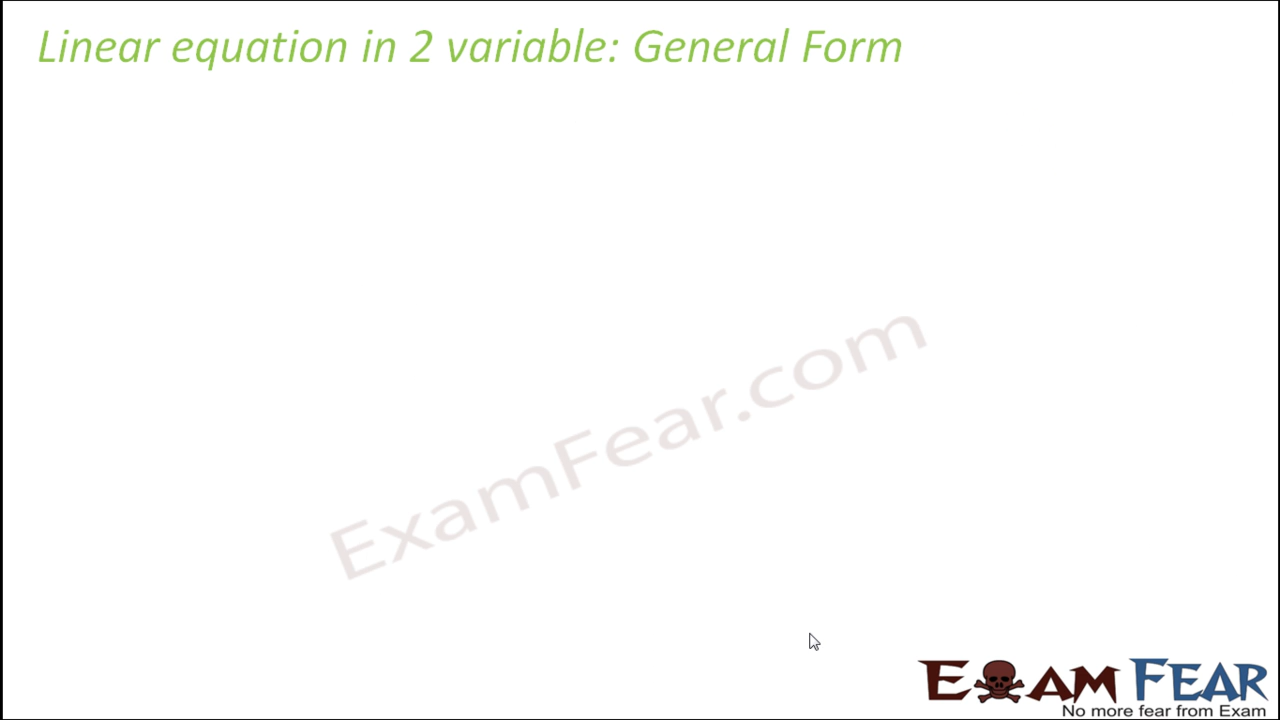 Linear equation in 2 variable: General Form
ExamFear.com
EXAM FEAR
No more fear from Exam